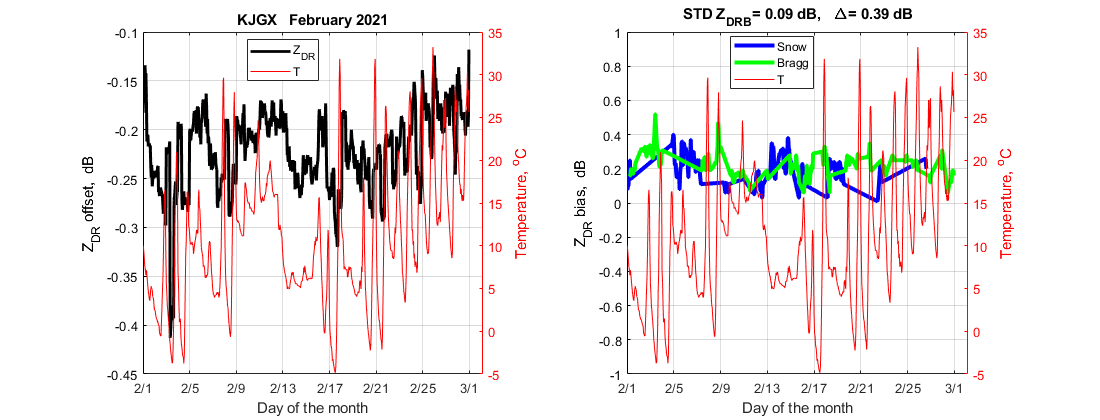 KJGX February 2021
-0.1
-0.15
-0.2
-0.25
-0.3
-0.35
-0.4
-0.45
Z_DR offset, dB
Z_DR
T
35
30
25
20
15
10
5
0
-5
Temperature, °C
2/1 2/5 2/9 2/13 2/17 2/21 2/25 3/1
Day of the month
STD Z_DRB = 0.09 dB, Δ = 0.39 dB
1
0.8
0.6
0.4
0.2
0
-0.2
-0.4
-0.6
-0.8
-1
Z_DR bias, dB
Snow
Bragg
T
35
30
25
20
15
10
5
0
-5
Temperature, °C
2/1 2/5 2/9 2/13 2/17 2/21 2/25 3/1
Day of the month